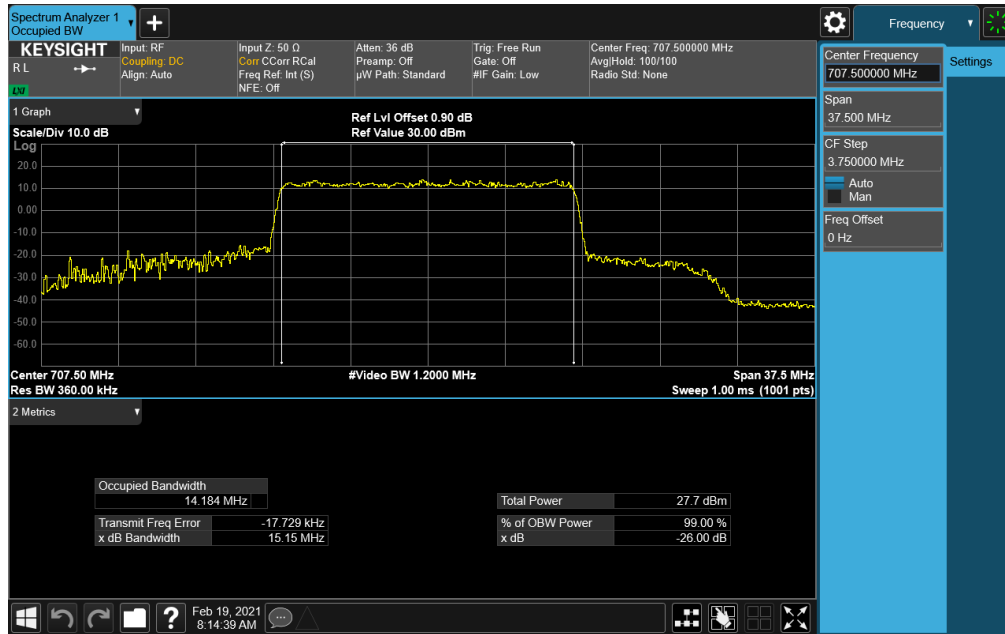 Spectrum Analyzer 1
Occupied BW
Frequency
KEYSIGHT
R L
LXI
Input: RF
Coupling: DC
Align: Auto
Input Z: 50 Ω
Corr CCorr RCal
Freq Ref: Int (S)
NFE: Off
Atten: 36 dB
Preamp: Off
µW Path: Standard
Trig: Free Run
Gate: Off
#IF Gain: Low
Center Freq: 707.500000 MHz
Avg|Hold: 100/100
Radio Std: None
Center Frequency
707.500000 MHz
Settings
Span
37.500 MHz
CF Step
3.750000 MHz
Auto
Man
Freq Offset
0 Hz
1 Graph
Scale/Div 10.0 dB
Ref Lvl Offset 0.90 dB
Ref Value 30.00 dBm
Log
20.0
10.0
0.00
-10.0
-20.0
-30.0
-40.0
-50.0
-60.0
Center 707.50 MHz
#Video BW 1.2000 MHz
Span 37.5 MHz
Res BW 360.00 kHz
Sweep 1.00 ms (1001 pts)
2 Metrics
Occupied Bandwidth
14.184 MHz
Total Power 27.7 dBm
Transmit Freq Error -17.729 kHz
% of OBW Power 99.00 %
x dB Bandwidth 15.15 MHz
x dB -26.00 dB
?
Feb 19, 2021
8:14:39 AM